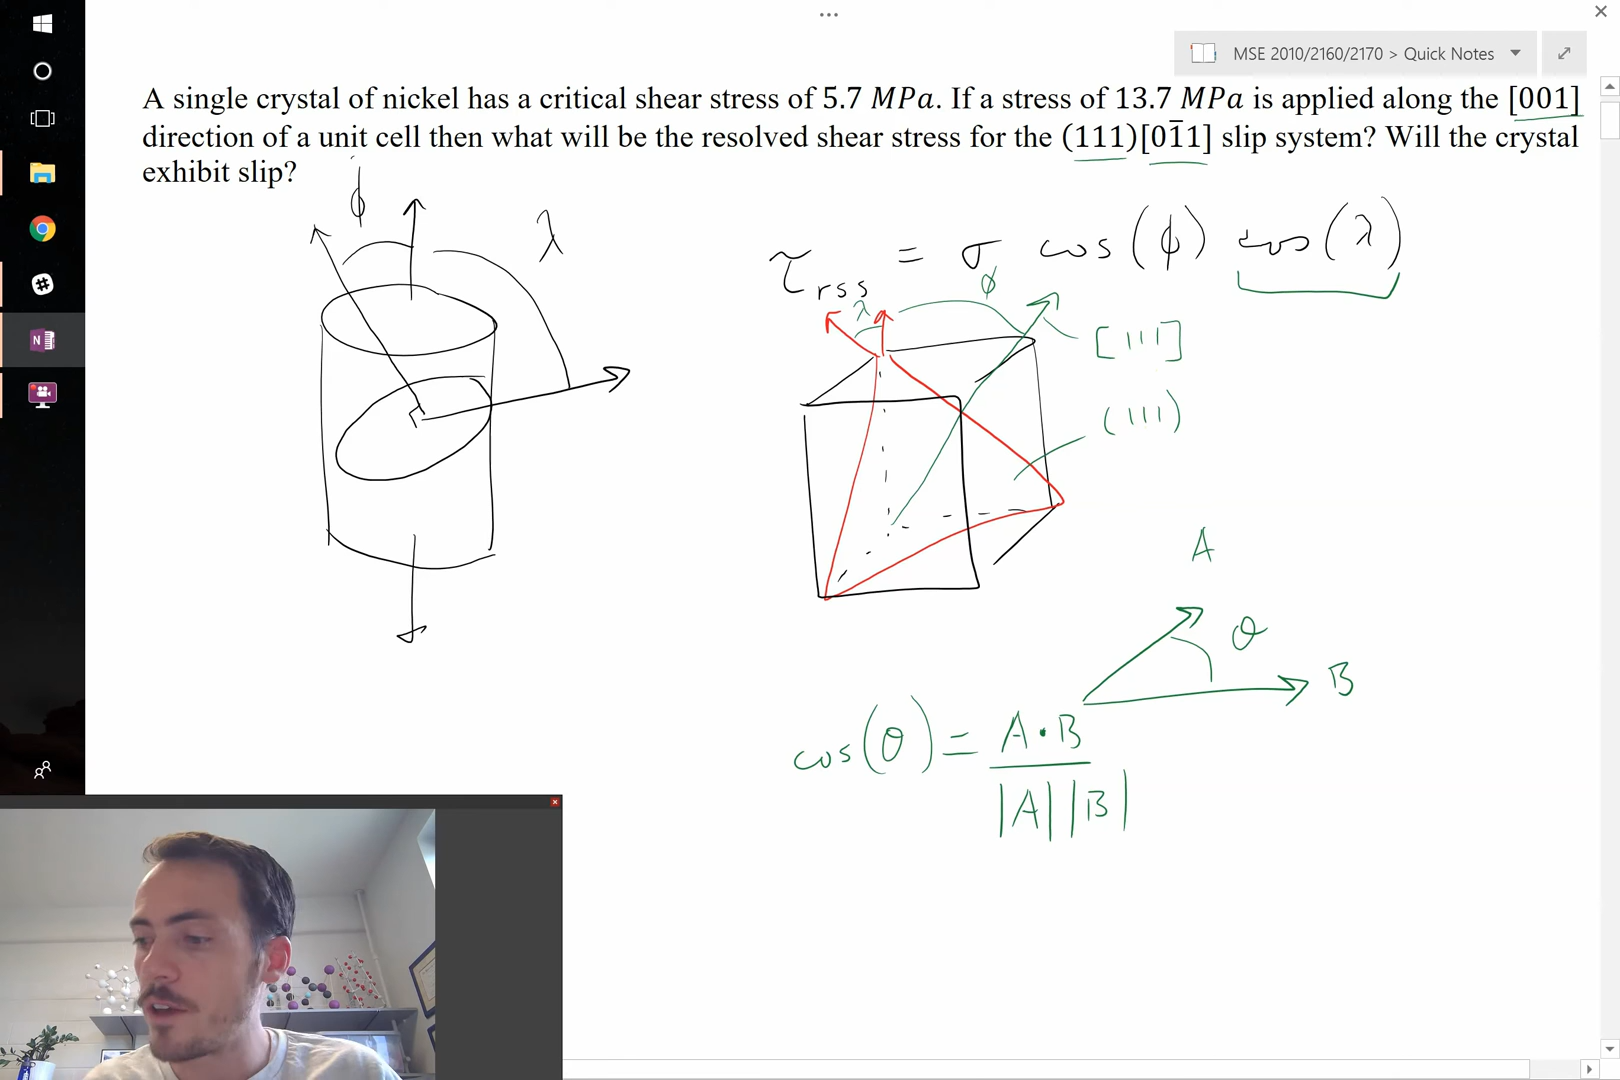 MSE 2010/2160/2170 > Quick Notes
A single crystal of nickel has a critical shear stress of 5.7 MPa. If a stress of 13.7 MPa is applied along the [001]
direction of a unit cell then what will be the resolved shear stress for the (111)[01̅1] slip system? Will the crystal
exhibit slip?
ϕ
λ
τrss = σ cos(ϕ) cos(λ)
λ
ϕ
[111]
(111)
A
θ
B
cos(θ) = A·B
|A||B|